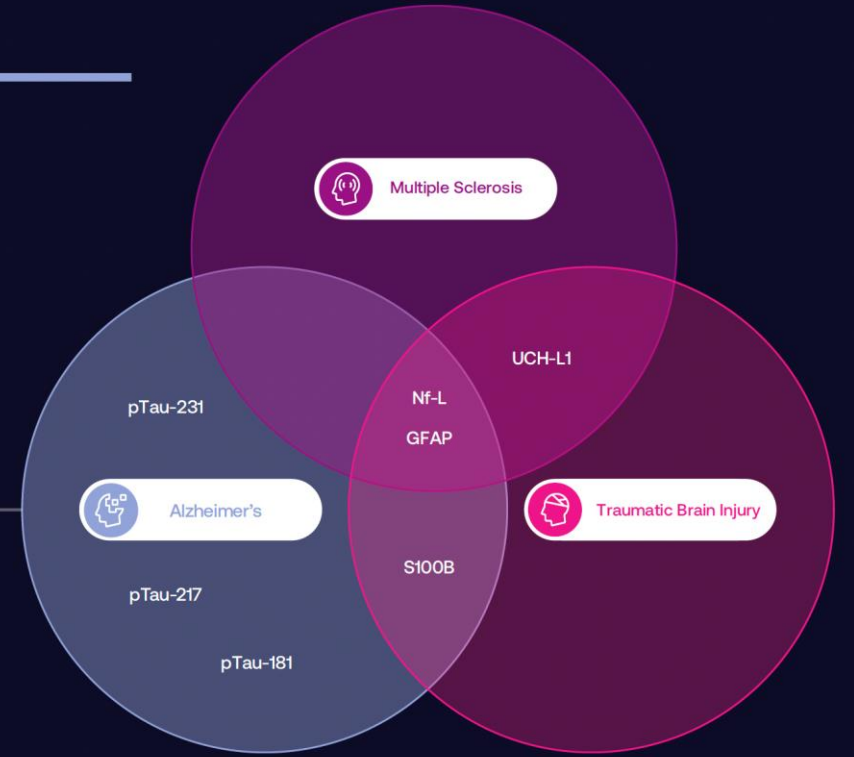 Multiple Sclerosis
UCH-L1
Nf-L
pTau-231
GFAP
Alzheimer's
Traumatic Brain Injury
S100B
pTau-217
pTau-181